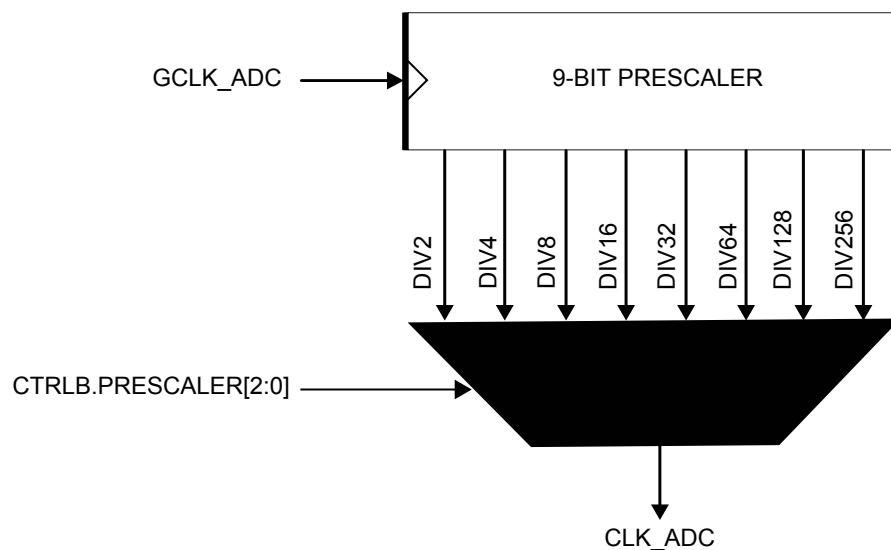 GCLK_ADC
9-BIT PRESCALER
DIV2
DIV4
DIV8
DIV16
DIV32
DIV64
DIV128
DIV256
CTRLB.PRESCALER[2:0]
CLK_ADC